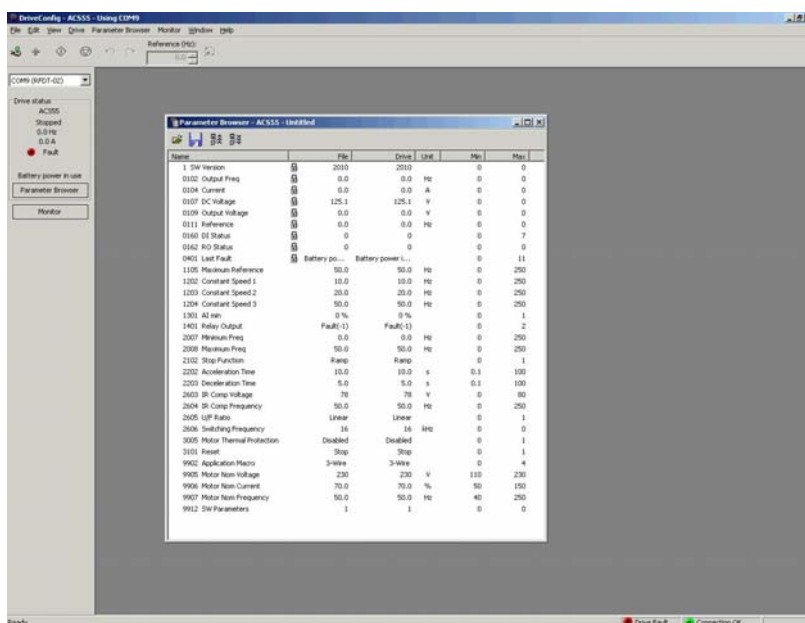 DriveConfig - ACS55 - Using COM9
File Edit View Drive Parameter Browser Monitor Window Help
Reference (Hz):
0.0
COM9 (RFDT-02)
Drive status
ACS55
Stopped
0.0 Hz
0.0 A
Fault
Battery power in use
Parameter Browser
Monitor
Parameter Browser - ACS55 - Untitled
Name File Drive Unit Min Max
1 SW Version 2010 2010 0 0
0102 Output Freq 0.0 0.0 Hz 0 0
0104 Current 0.0 0.0 A 0 0
0107 DC Voltage 125.1 125.1 V 0 0
0109 Output Voltage 0.0 0.0 V 0 0
0111 Reference 0.0 0.0 Hz 0 0
0160 DI Status 0 0 0 7
0162 RO Status 0 0 0 0
0401 Last Fault Battery po... Battery power i... 0 11
1105 Maximum Reference 50.0 50.0 Hz 0 250
1202 Constant Speed 1 10.0 10.0 Hz 0 250
1203 Constant Speed 2 20.0 20.0 Hz 0 250
1204 Constant Speed 3 50.0 50.0 Hz 0 250
1301 AI min 0 % 0 % 0 1
1401 Relay Output Fault(-1) Fault(-1) 0 2
2007 Minimum Freq 0.0 0.0 Hz 0 250
2008 Maximum Freq 50.0 50.0 Hz 0 250
2102 Stop Function Ramp Ramp 0 1
2202 Acceleration Time 10.0 10.0 s 0.1 100
2203 Deceleration Time 5.0 5.0 s 0.1 100
2603 IR Comp Voltage 78 78 V 0 80
2604 IR Comp Frequency 50.0 50.0 Hz 0 250
2605 U/F Ratio Linear Linear 0 1
2606 Switching Frequency 16 16 kHz 0 0
3005 Motor Thermal Protection Disabled Disabled 0 1
3101 Reset Stop Stop 0 1
9902 Application Macro 3-Wire 3-Wire 0 4
9905 Motor Nom Voltage 230 230 V 110 230
9906 Motor Nom Current 70.0 70.0 % 50 150
9907 Motor Nom Frequency 50.0 50.0 Hz 40 250
9912 SW Parameters 1 1 0 0
Ready Drive Fault Connection OK